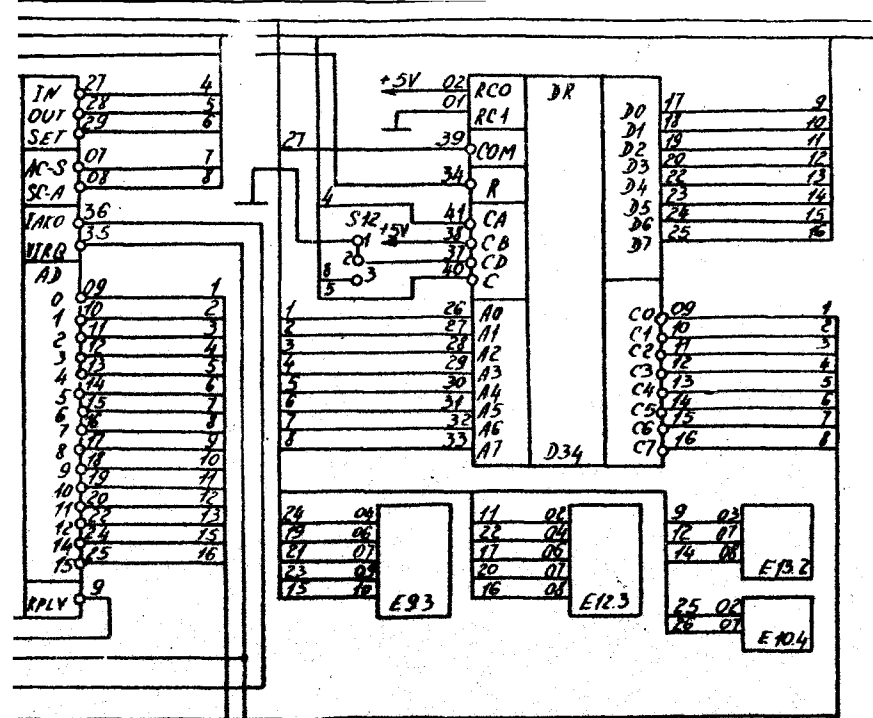 IN 27 4
OUT 28 5
SET 29 6
AC-S 07 7
SC-A 08 8
IAKO 36
VIRQ 35
AD
0 09 1
1 10 2
2 11 3
3 12 4
4 13 5
5 14 6
6 15 7
7 16 8
8 17 9
9 18 10
10 19 11
11 20 12
12 22 13
14 24 15
15 25 16
RPLY 9
+5V 02 RC0
01 RC1
27 39 COM
34 R
4 41 CA
S12
1 +5V 38 CB
2 37 CD
8 3
5 40 C
1 26 A0
2 27 A1
3 28 A2
4 29 A3
5 30 A4
6 31 A5
7 32 A6
8 33 A7
DR
D34
D0 17 9
D1 18 10
D2 19 11
D3 20 12
D4 22 13
D5 23 14
D6 24 15
D7 25 16
C0 09 1
C1 10 2
C2 11 3
C3 12 4
C4 13 5
C5 14 6
C6 15 7
C7 16 8
24 04
19 06
21 07
23 09
15 10
E9.3
11 02
22 04
17 06
20 07
16 08
E12.3
9 03
12 07
14 08
E13.2
25 02
26 07
E10.4